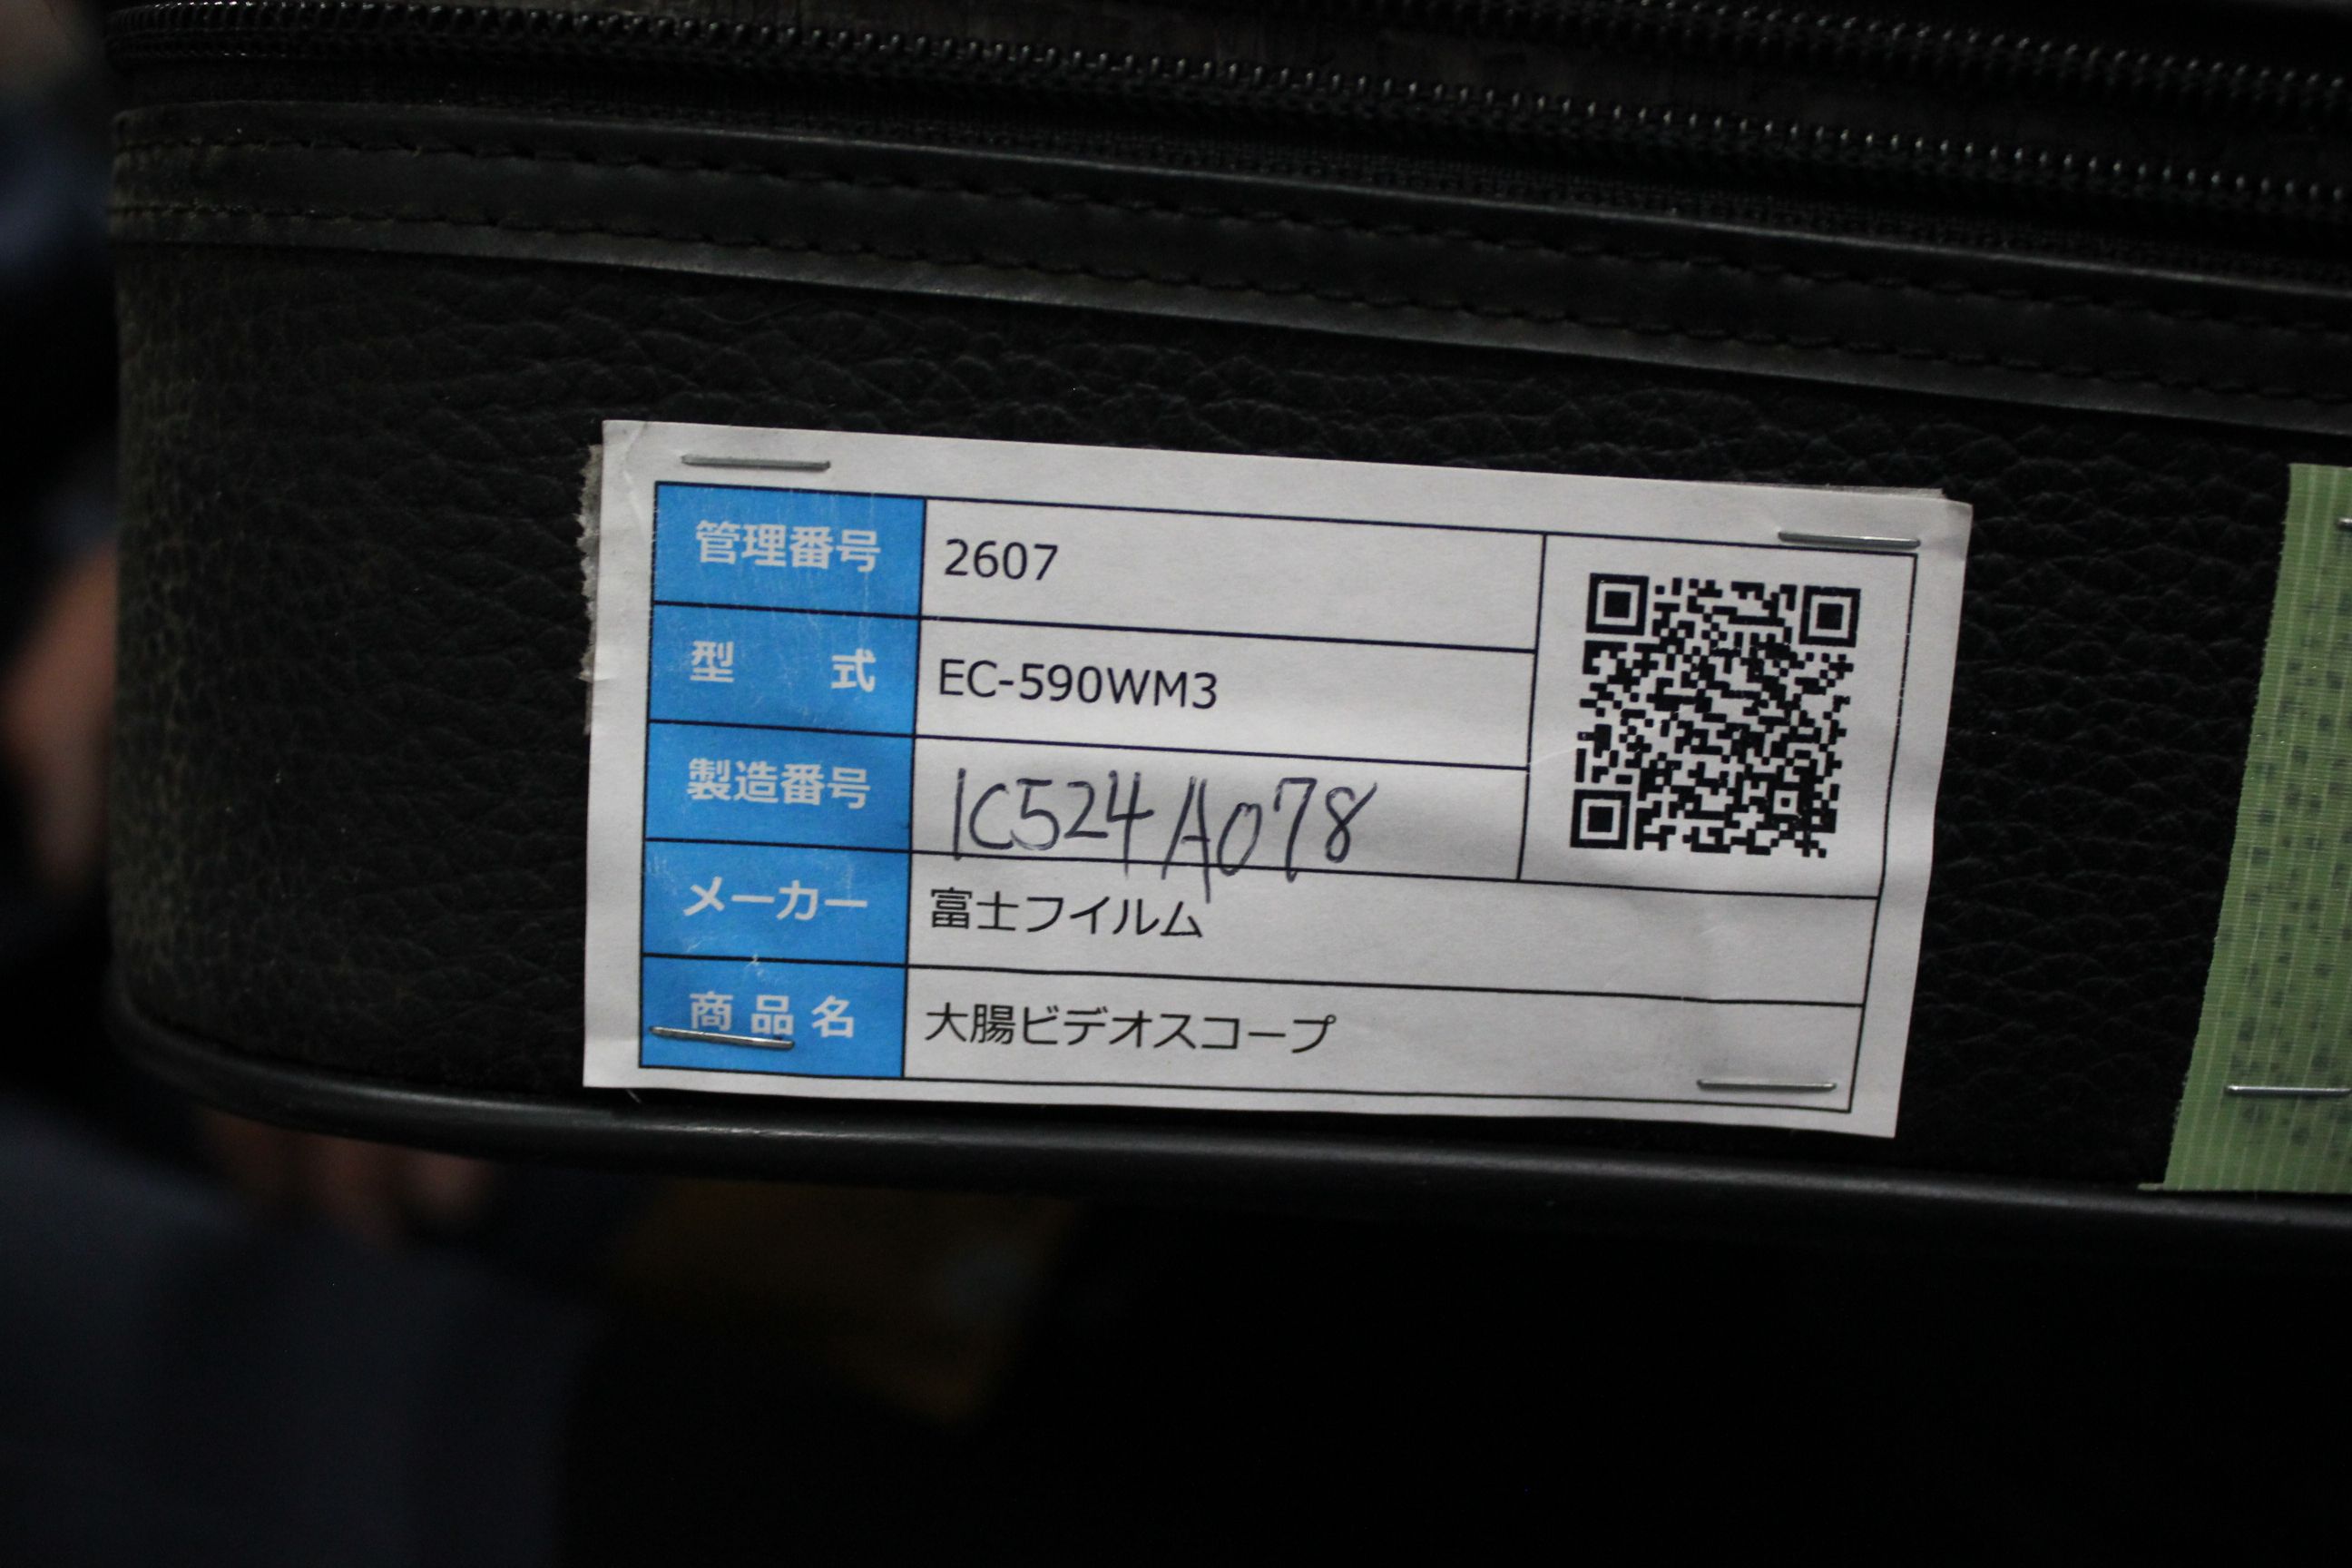 管理番号 2607
型 式 EC-590WM3
製造番号 1C524A078
メーカー 富士フイルム
商品名 大腸ビデオスコープ